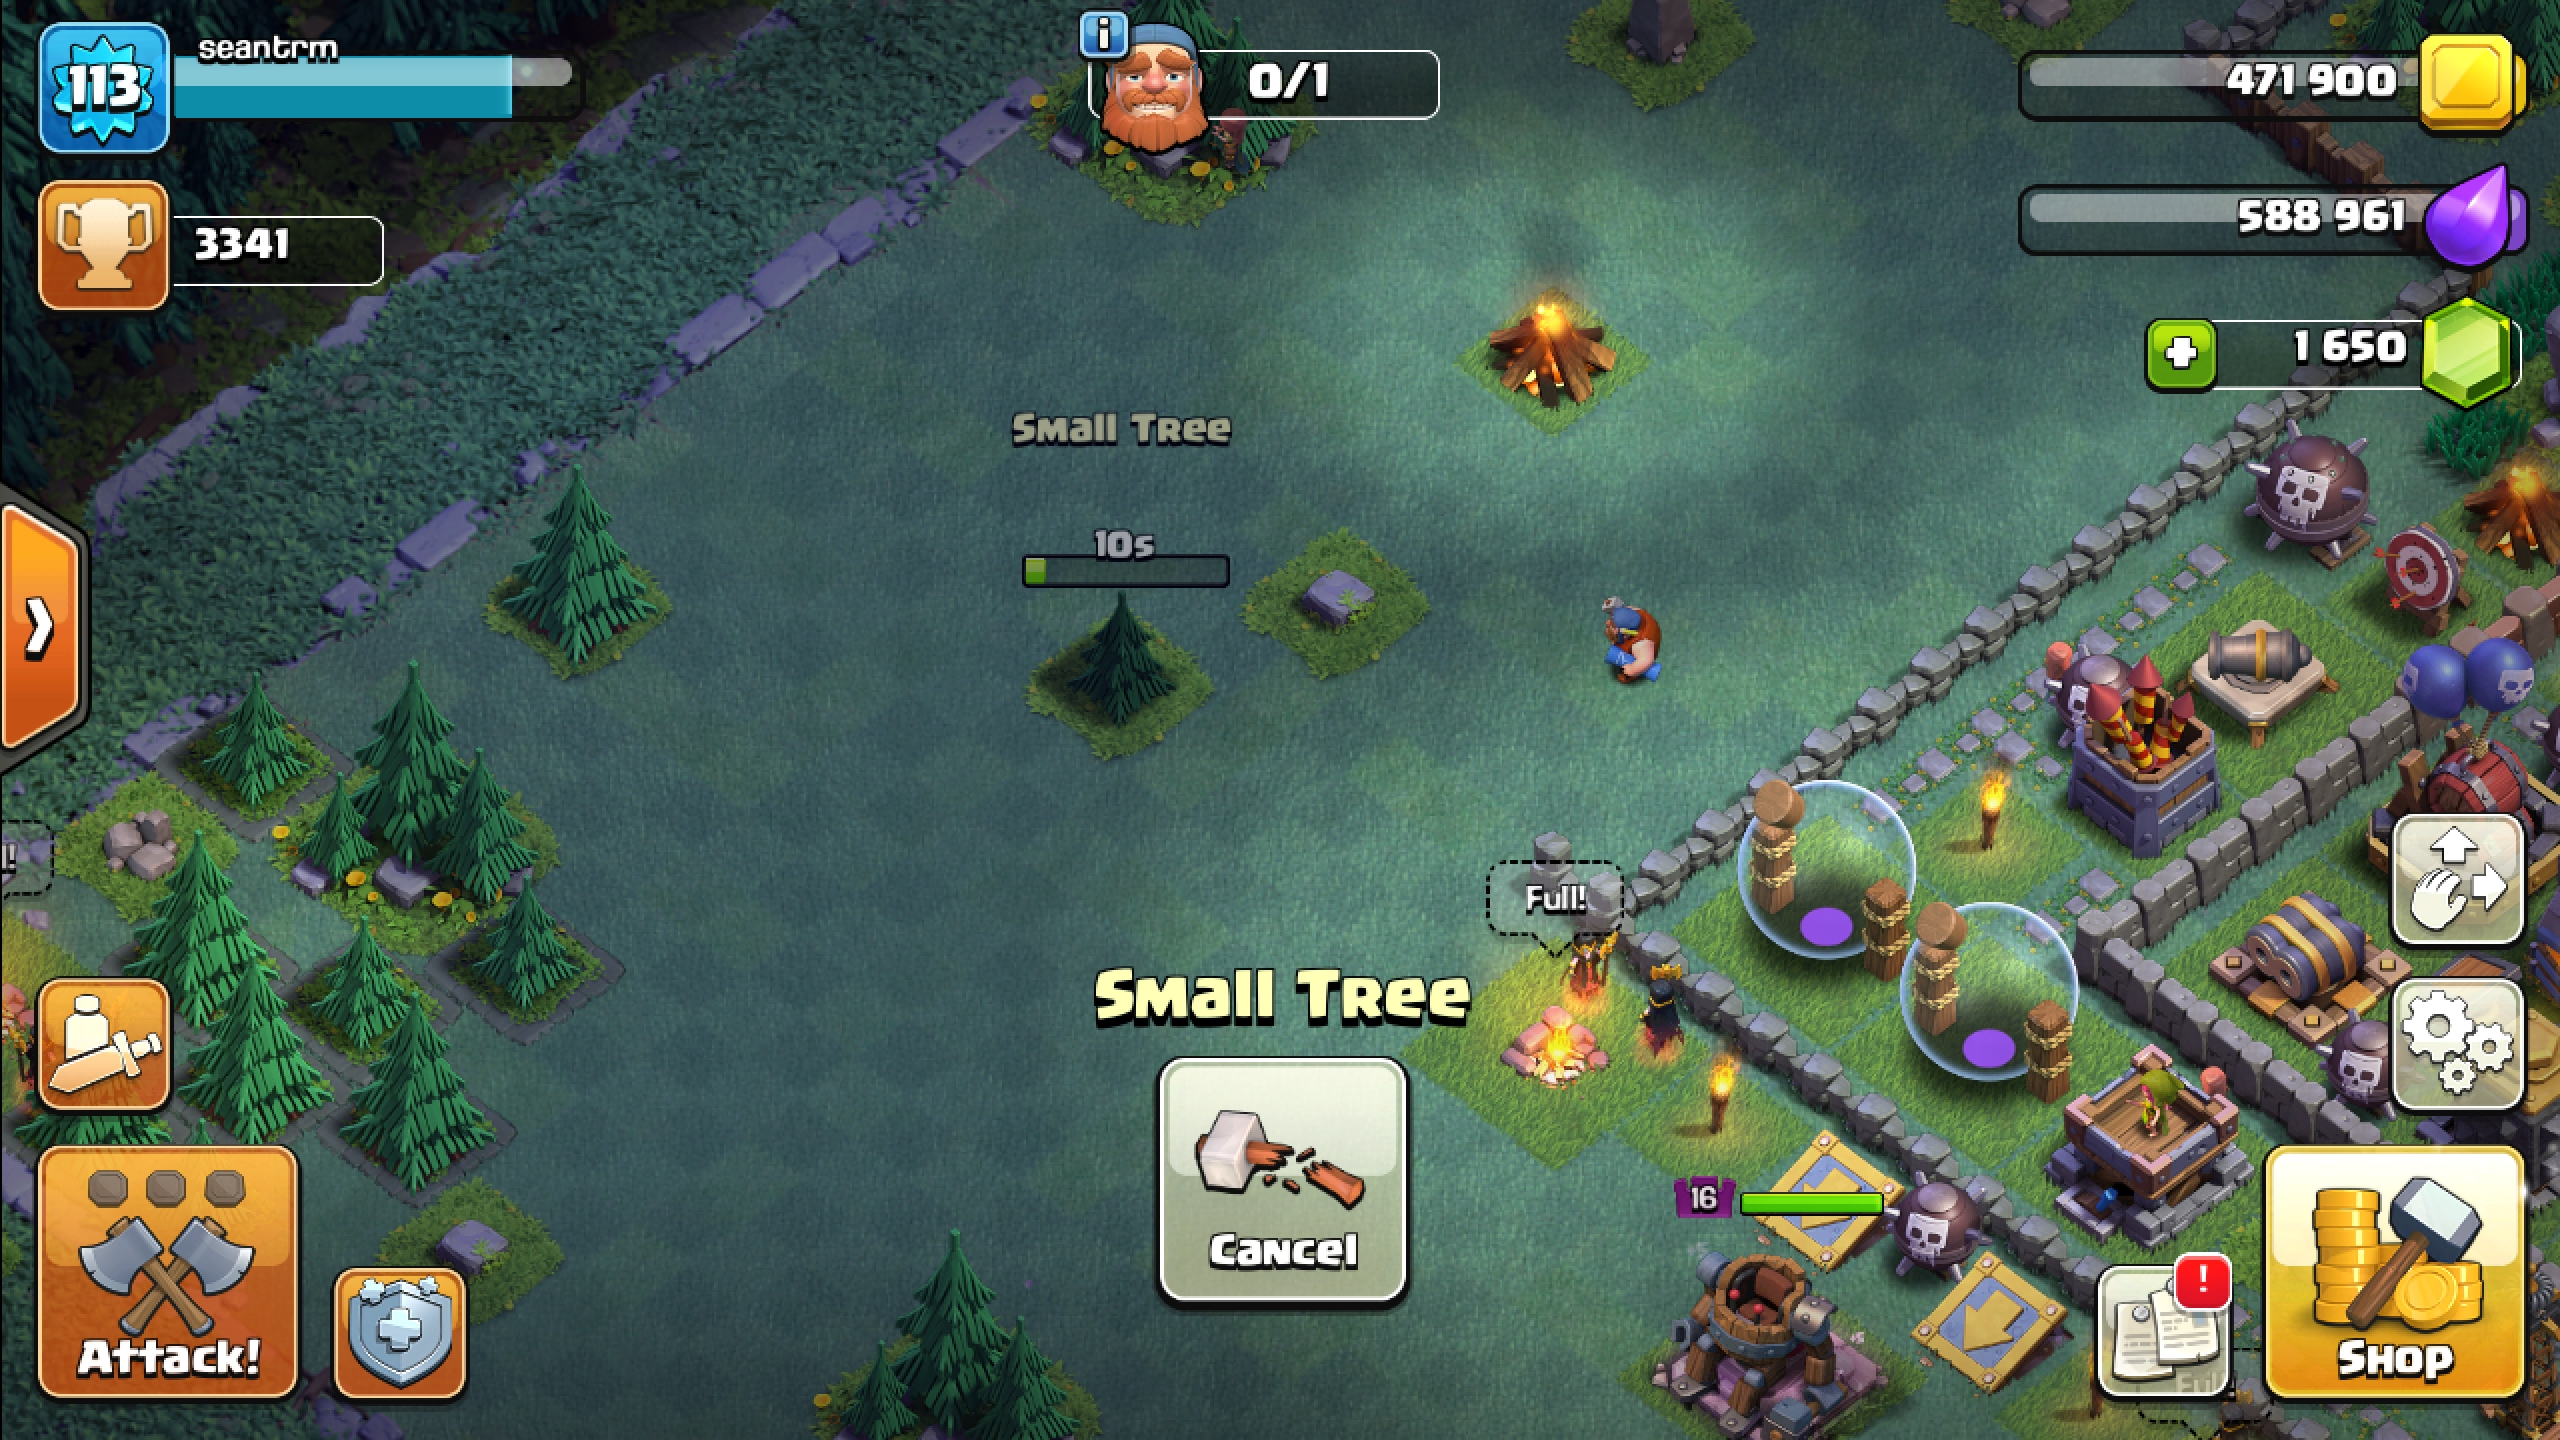 113
seantrm
3341
i
0/1
471 900
588 961
1 650
Small Tree
10s
Full!
Small Tree
Cancel
16
Attack!
!
Shop